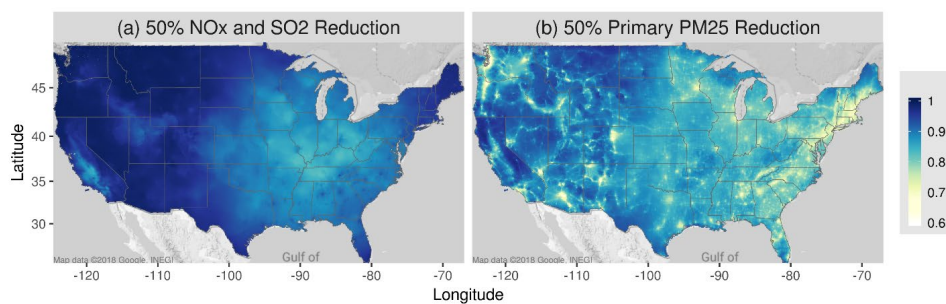 (a) 50% NOx and SO2 Reduction
(b) 50% Primary PM25 Reduction
Latitude
45
40
35
30
Map data ©2018 Google, INEGI
Gulf of
Map data ©2018 Google, INEGI
Gulf of
-120
-110
-100
-90
-80
-70
-120
-110
-100
-90
-80
-70
Longitude
1
0.9
0.8
0.7
0.6